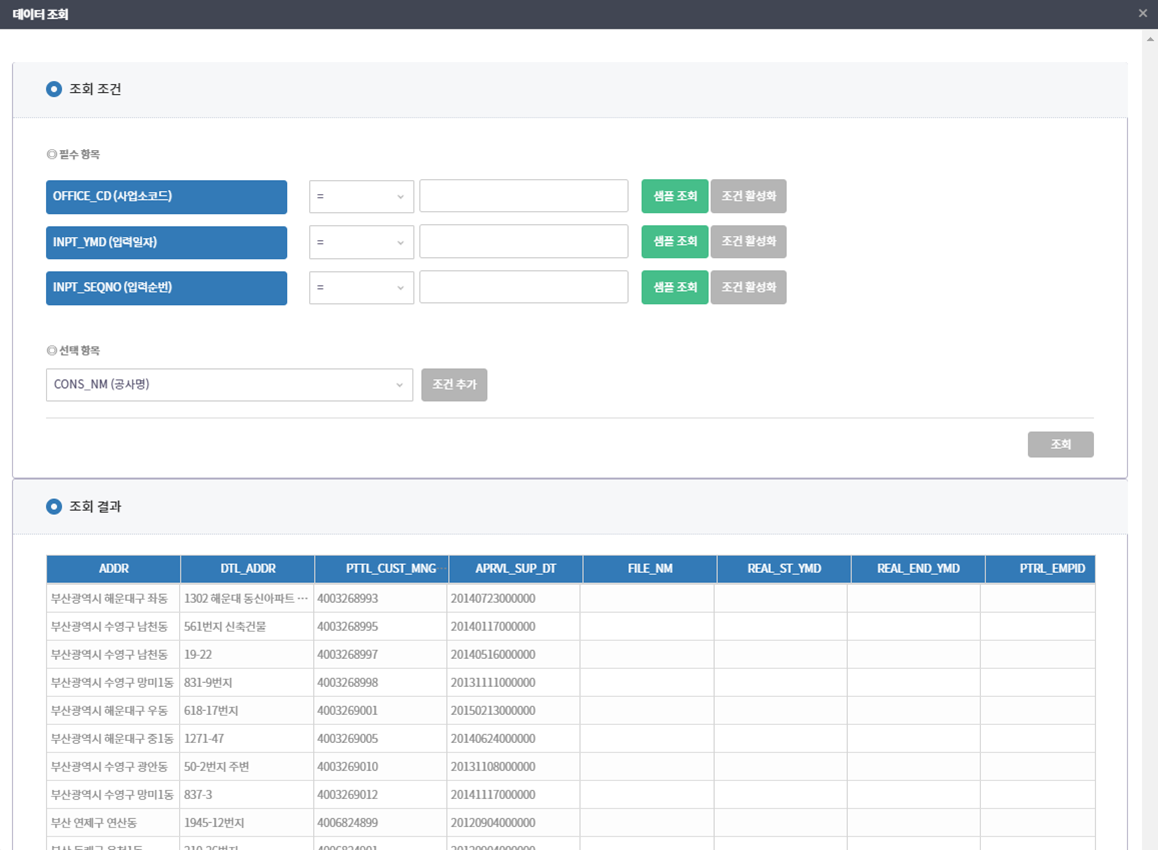 데이터 조회
조회 조건
◎ 필수 항목
OFFICE_CD (사업소코드) = 샘플 조회 조건 활성화
INPT_YMD (입력일자) = 샘플 조회 조건 활성화
INPT_SEQNO (입력순번) = 샘플 조회 조건 활성화
◎ 선택 항목
CONS_NM (공사명) 조건 추가
조회
조회 결과
ADDR DTL_ADDR PTTL_CUST_MNG… APRVL_SUP_DT FILE_NM REAL_ST_YMD REAL_END_YMD PTRL_EMPID
부산광역시 해운대구 좌동 1302 해운대 동신아파트 … 4003268993 20140723000000
부산광역시 수영구 남천동 561번지 신축건물 4003268995 20140117000000
부산광역시 수영구 남천동 19-22 4003268997 20140516000000
부산광역시 수영구 망미1동 831-9번지 4003268998 20131111000000
부산광역시 해운대구 우동 618-17번지 4003269001 20150213000000
부산광역시 해운대구 중1동 1271-47 4003269005 20140624000000
부산광역시 수영구 광안동 50-2번지 주변 4003269010 20131108000000
부산광역시 수영구 망미1동 837-3 4003269012 20141117000000
부산 연제구 연산동 1945-12번지 4006824899 20120904000000